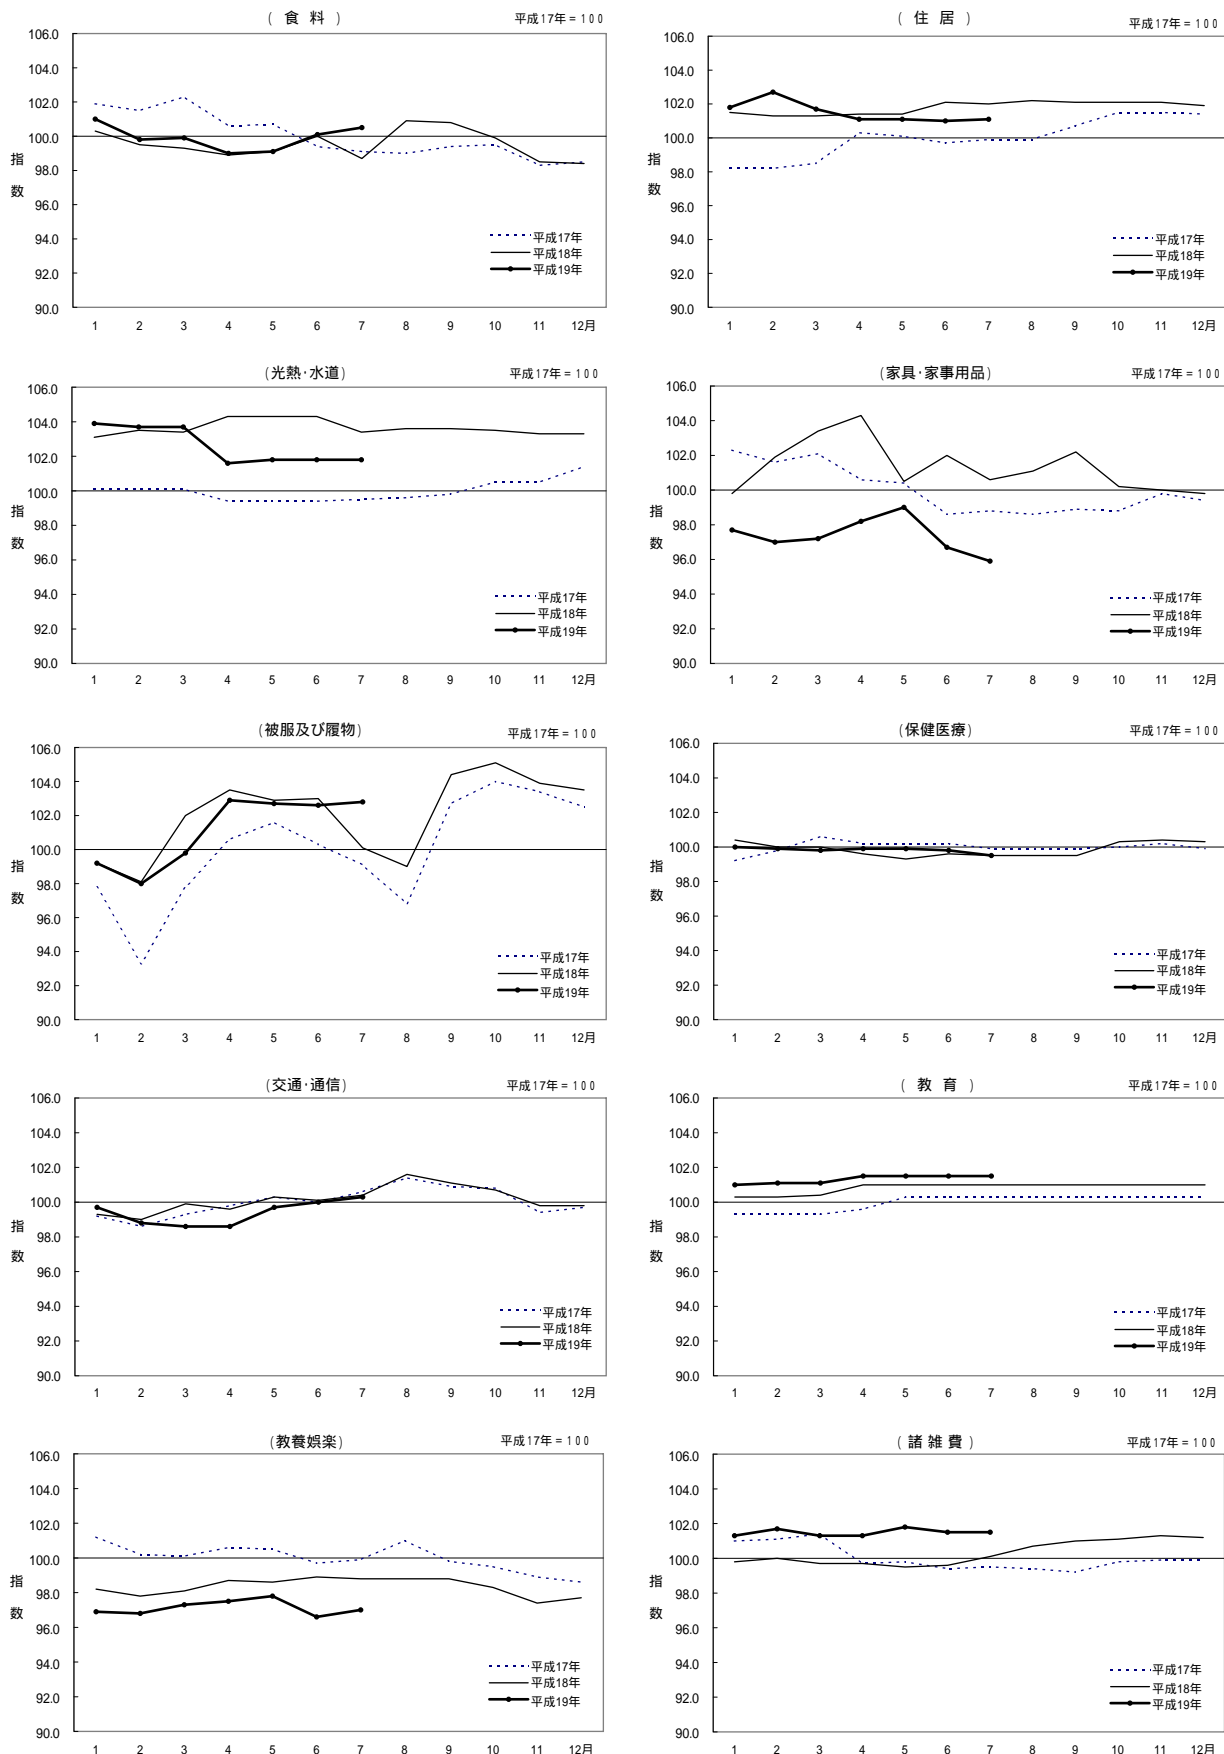 （ 食 料 ）
平成17年＝１００
106.0
104.0
102.0
100.0
98.0
96.0
94.0
92.0
90.0
指
数
平成17年
平成18年
平成19年
1 2 3 4 5 6 7 8 9 10 11 12月
（ 住 居 ）
平成17年＝１００
106.0
104.0
102.0
100.0
98.0
96.0
94.0
92.0
90.0
指
数
平成17年
平成18年
平成19年
1 2 3 4 5 6 7 8 9 10 11 12月
（光熱・水道）
平成17年＝１００
106.0
104.0
102.0
100.0
98.0
96.0
94.0
92.0
90.0
指
数
平成17年
平成18年
平成19年
1 2 3 4 5 6 7 8 9 10 11 12月
（家具・家事用品）
平成17年＝１００
106.0
104.0
102.0
100.0
98.0
96.0
94.0
92.0
90.0
指
数
平成17年
平成18年
平成19年
1 2 3 4 5 6 7 8 9 10 11 12月
（被服及び履物）
平成17年＝１００
106.0
104.0
102.0
100.0
98.0
96.0
94.0
92.0
90.0
指
数
平成17年
平成18年
平成19年
1 2 3 4 5 6 7 8 9 10 11 12月
（保健医療）
平成17年＝１００
106.0
104.0
102.0
100.0
98.0
96.0
94.0
92.0
90.0
指
数
平成17年
平成18年
平成19年
1 2 3 4 5 6 7 8 9 10 11 12月
（交通・通信）
平成17年＝１００
106.0
104.0
102.0
100.0
98.0
96.0
94.0
92.0
90.0
指
数
平成17年
平成18年
平成19年
1 2 3 4 5 6 7 8 9 10 11 12月
（ 教 育 ）
平成17年＝１００
106.0
104.0
102.0
100.0
98.0
96.0
94.0
92.0
90.0
指
数
平成17年
平成18年
平成19年
1 2 3 4 5 6 7 8 9 10 11 12月
（教養娯楽）
平成17年＝１００
106.0
104.0
102.0
100.0
98.0
96.0
94.0
92.0
90.0
指
数
平成17年
平成18年
平成19年
1 2 3 4 5 6 7 8 9 10 11 12月
（ 諸 雑 費 ）
平成17年＝１００
106.0
104.0
102.0
100.0
98.0
96.0
94.0
92.0
90.0
指
数
平成17年
平成18年
平成19年
1 2 3 4 5 6 7 8 9 10 11 12月